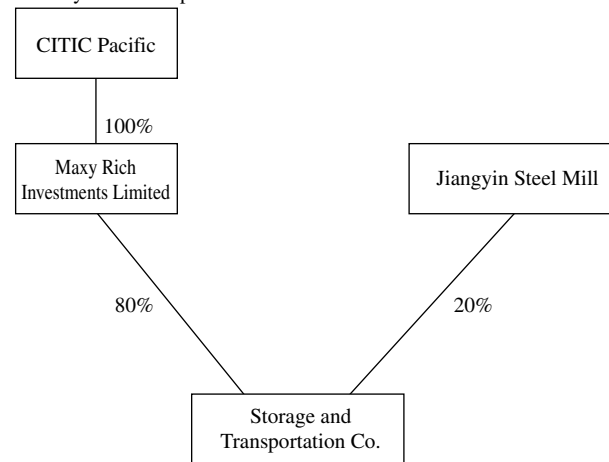 CITIC Pacific
100%
Maxy Rich
Investments Limited
Jiangyin Steel Mill
80%
20%
Storage and
Transportation Co.